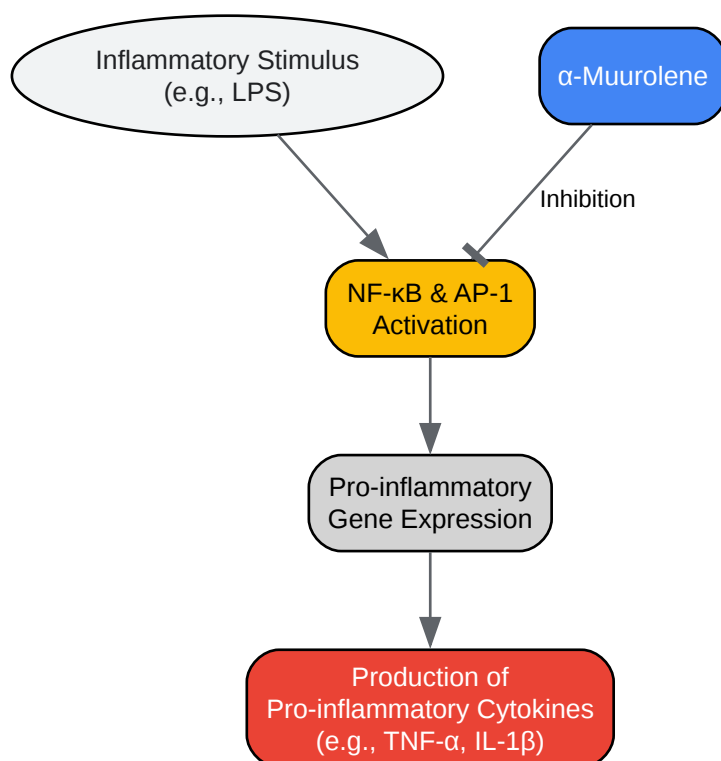 Inflammatory Stimulus
(e.g., LPS)
α-Muurolene
Inhibition
NF-κB & AP-1
Activation
Pro-inflammatory
Gene Expression
Production of
Pro-inflammatory Cytokines
(e.g., TNF-α, IL-1β)